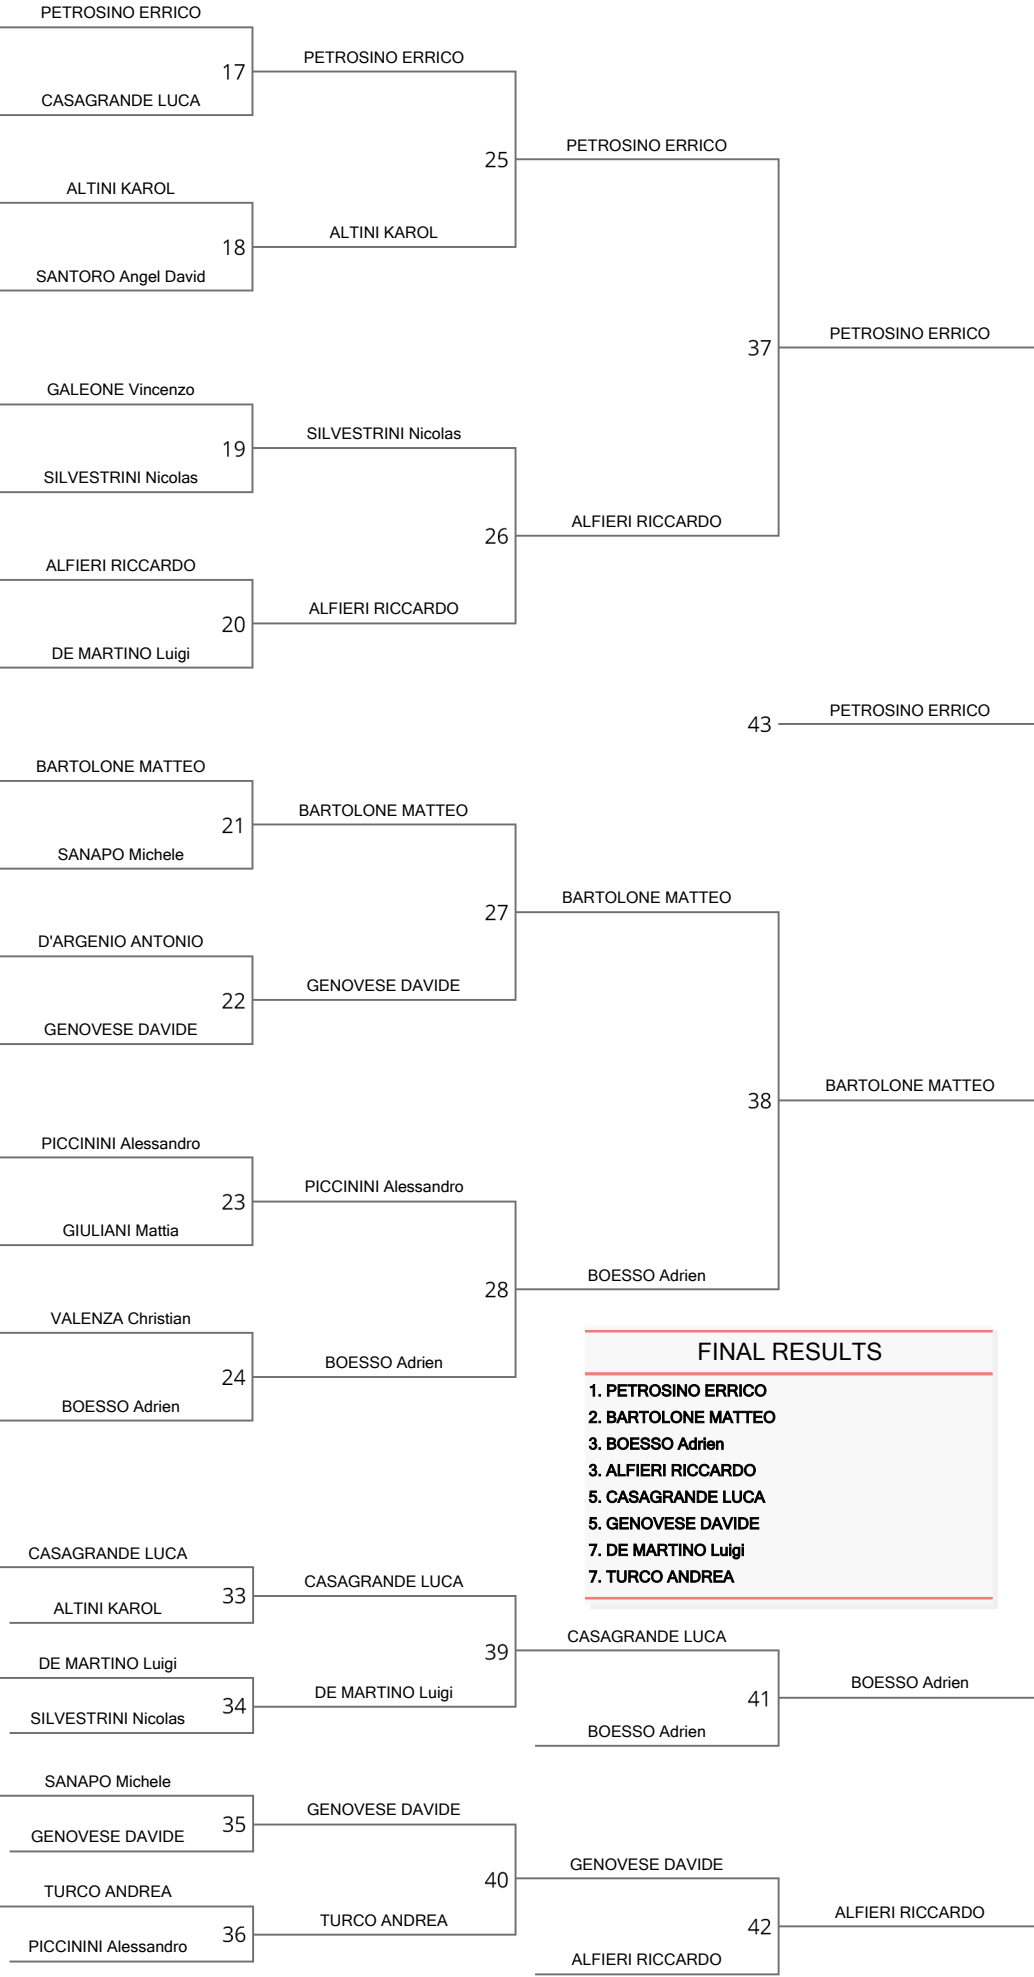 PETROSINO ERRICO
PETROSINO ERRICO
17
CASAGRANDE LUCA
PETROSINO ERRICO
25
ALTINI KAROL
ALTINI KAROL
18
SANTORO Angel David
PETROSINO ERRICO
37
GALEONE Vincenzo
SILVESTRINI Nicolas
19
SILVESTRINI Nicolas
ALFIERI RICCARDO
26
ALFIERI RICCARDO
ALFIERI RICCARDO
20
DE MARTINO Luigi
PETROSINO ERRICO
43
BARTOLONE MATTEO
BARTOLONE MATTEO
21
SANAPO Michele
BARTOLONE MATTEO
27
D'ARGENIO ANTONIO
GENOVESE DAVIDE
22
GENOVESE DAVIDE
BARTOLONE MATTEO
38
PICCININI Alessandro
PICCININI Alessandro
23
GIULIANI Mattia
BOESSO Adrien
28
VALENZA Christian
BOESSO Adrien
24
BOESSO Adrien
FINAL RESULTS
1. PETROSINO ERRICO
2. BARTOLONE MATTEO
3. BOESSO Adrien
3. ALFIERI RICCARDO
5. CASAGRANDE LUCA
5. GENOVESE DAVIDE
7. DE MARTINO Luigi
7. TURCO ANDREA
CASAGRANDE LUCA
CASAGRANDE LUCA
33
ALTINI KAROL
CASAGRANDE LUCA
39
DE MARTINO Luigi
DE MARTINO Luigi
34
SILVESTRINI Nicolas
BOESSO Adrien
41
BOESSO Adrien
SANAPO Michele
GENOVESE DAVIDE
35
GENOVESE DAVIDE
GENOVESE DAVIDE
40
TURCO ANDREA
TURCO ANDREA
36
PICCININI Alessandro
ALFIERI RICCARDO
42
ALFIERI RICCARDO